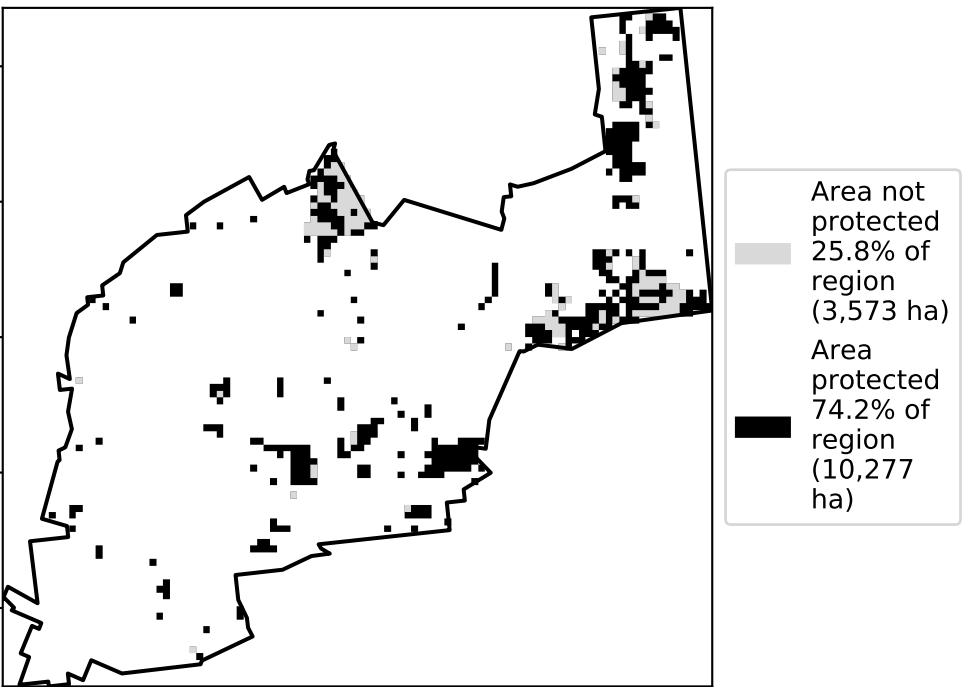 Area not
protected
25.8% of
region
(3,573 ha)
Area
protected
74.2% of
region
(10,277
ha)